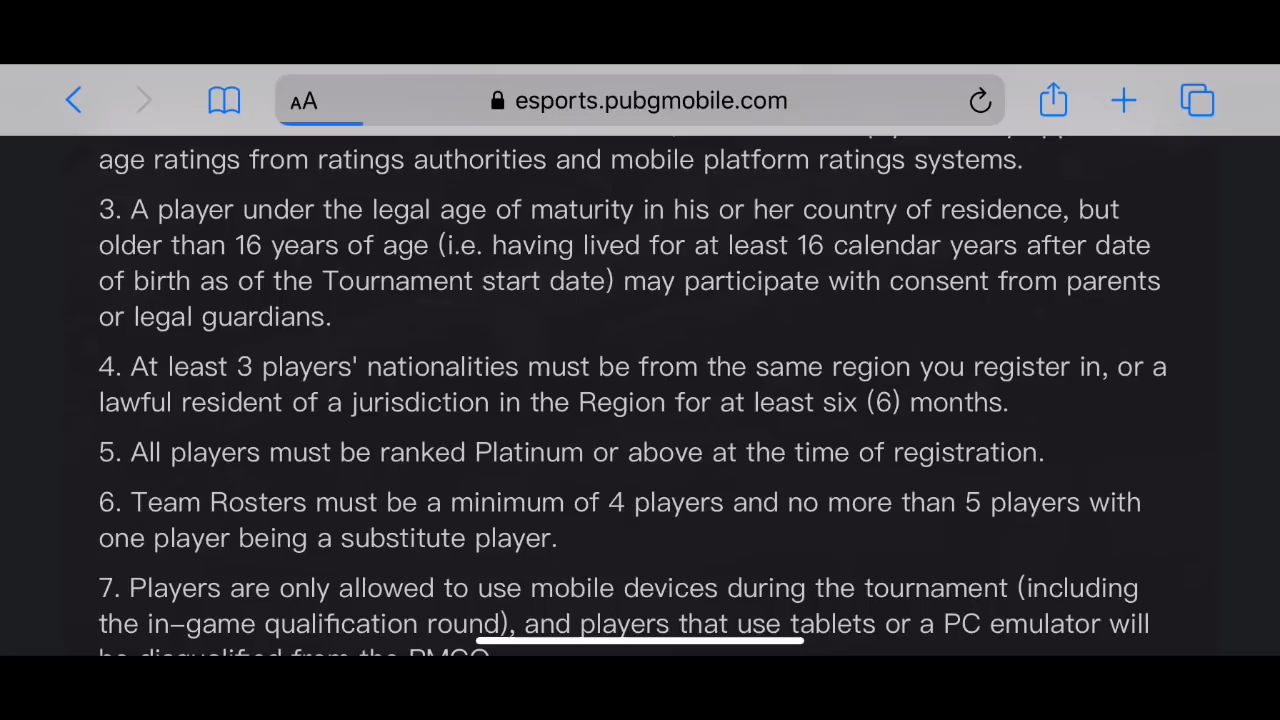 AA esports.pubgmobile.com
age ratings from ratings authorities and mobile platform ratings systems.
3. A player under the legal age of maturity in his or her country of residence, but
older than 16 years of age (i.e. having lived for at least 16 calendar years after date
of birth as of the Tournament start date) may participate with consent from parents
or legal guardians.
4. At least 3 players' nationalities must be from the same region you register in, or a
lawful resident of a jurisdiction in the Region for at least six (6) months.
5. All players must be ranked Platinum or above at the time of registration.
6. Team Rosters must be a minimum of 4 players and no more than 5 players with
one player being a substitute player.
7. Players are only allowed to use mobile devices during the tournament (including
the in-game qualification round), and players that use tablets or a PC emulator will
be disqualified from the PMCO